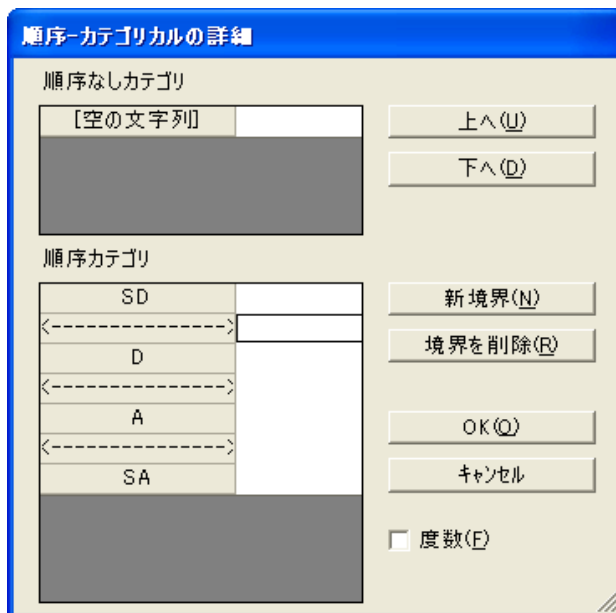 順序-カテゴリカルの詳細
順序なしカテゴリ
[空の文字列]
上へ(U)
下へ(D)
順序カテゴリ
SD
<--------------->
D
<--------------->
A
<--------------->
SA
新境界(N)
境界を削除(R)
OK(O)
キャンセル
度数(F)